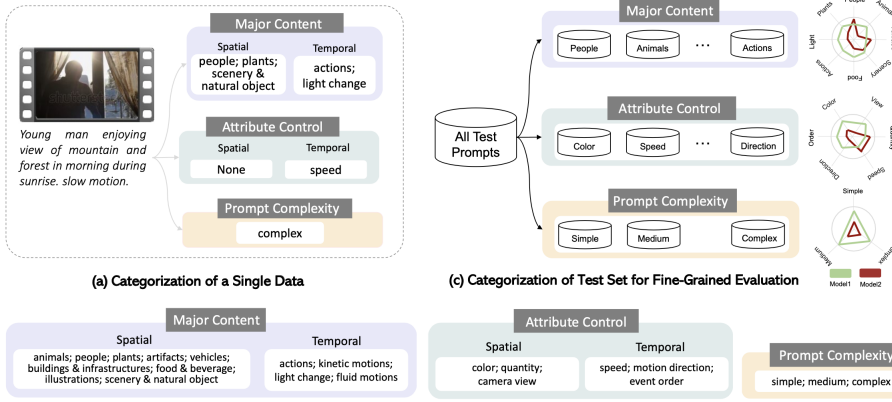 Major Content
Spatial
Temporal
people; plants;
scenery &
natural object
actions;
light change
Young man enjoying
view of mountain and
forest in morning during
sunrise. slow motion.
Attribute Control
Spatial
Temporal
None
speed
Prompt Complexity
complex
(a) Categorization of a Single Data
All Test
Prompts
Major Content
People
Animals
...
Actions
Attribute Control
Color
Speed
...
Direction
Prompt Complexity
Simple
Medium
Complex
(c) Categorization of Test Set for Fine-Grained Evaluation
People
Plants
Light
Actions
Food
Scenery
Color
View
Order
Direction
Speed
Simple
Medium
Model1
Model2
Major Content
Spatial
Temporal
animals; people; plants; artifacts; vehicles;
buildings & infrastructures; food & beverage;
illustrations; scenery & natural object
actions; kinetic motions;
light change; fluid motions
Attribute Control
Spatial
Temporal
color; quantity;
camera view
speed; motion direction;
event order
Prompt Complexity
simple; medium; complex